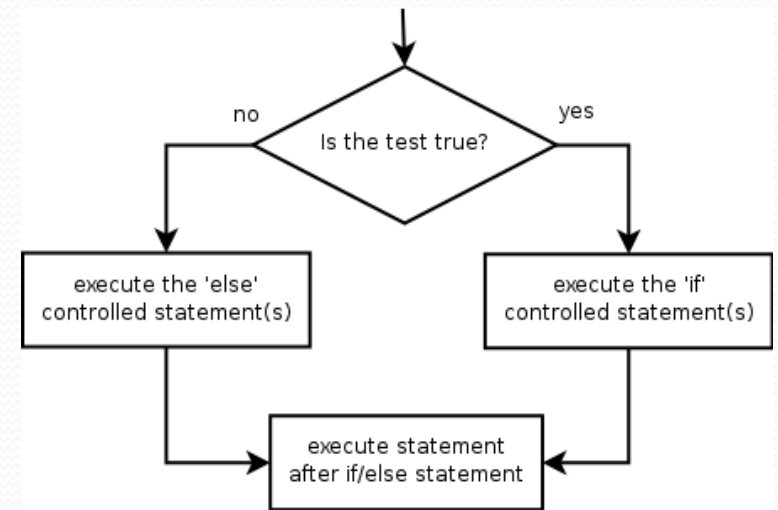 no
yes
Is the test true?
execute the 'else'
controlled statement(s)
execute the 'if'
controlled statement(s)
execute statement
after if/else statement